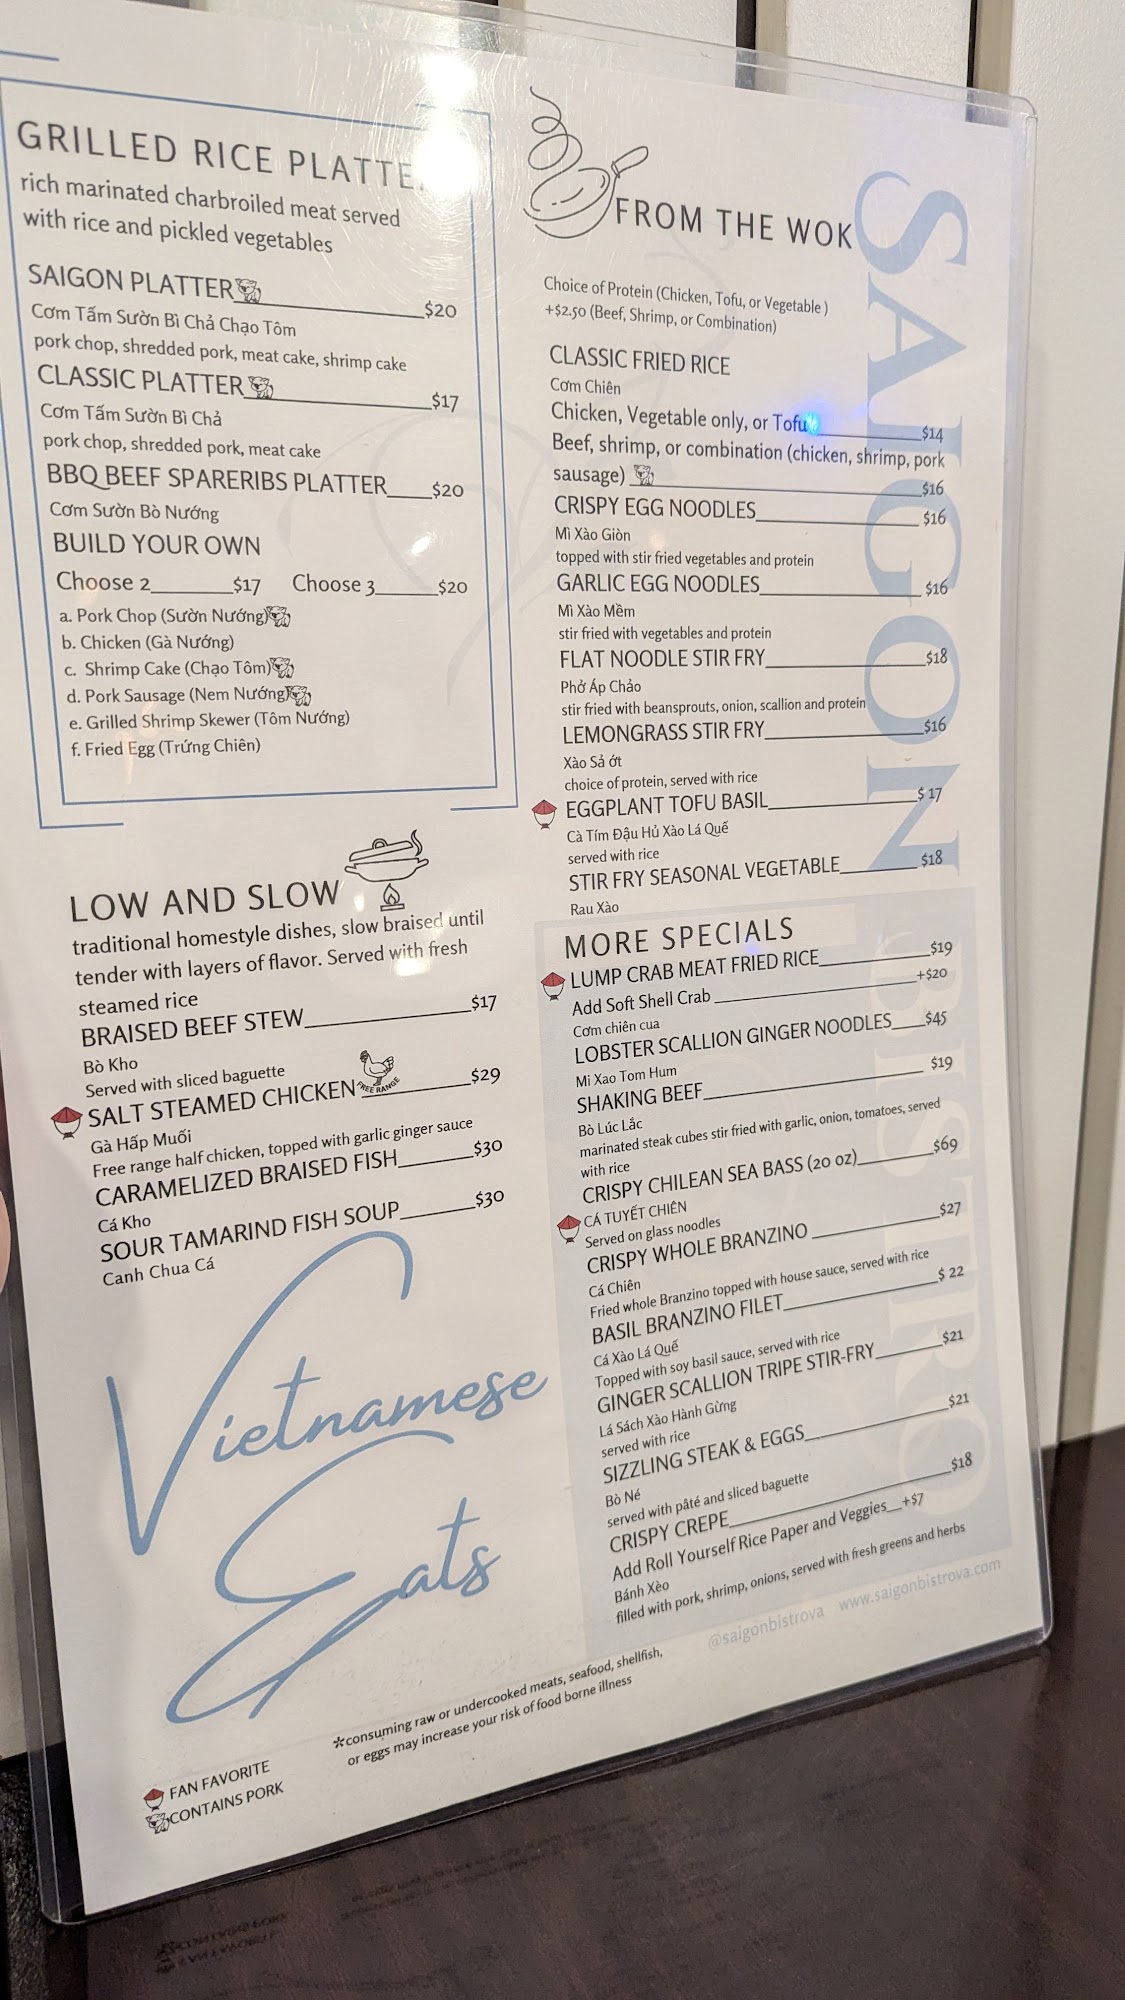 GRILLED RICE PLATTE
rich marinated charbroiled meat served
with rice and pickled vegetables
SAIGON PLATTER $20
Cơm Tấm Sườn Bì Chả Chạo Tôm
pork chop, shredded pork, meat cake, shrimp cake
CLASSIC PLATTER $17
Cơm Tấm Sườn Bì Chả
pork chop, shredded pork, meat cake
BBQ BEEF SPARERIBS PLATTER $20
Cơm Sườn Bò Nướng
BUILD YOUR OWN
Choose 2 $17 Choose 3 $20
a. Pork Chop (Sườn Nướng)
b. Chicken (Gà Nướng)
c. Shrimp Cake (Chạo Tôm)
d. Pork Sausage (Nem Nướng)
e. Grilled Shrimp Skewer (Tôm Nướng)
f. Fried Egg (Trứng Chiên)
LOW AND SLOW
traditional homestyle dishes, slow braised until
tender with layers of flavor. Served with fresh
steamed rice
BRAISED BEEF STEW $17
Bò Kho
Served with sliced baguette
SALT STEAMED CHICKEN FREE RANGE $29
Gà Hấp Muối
Free range half chicken, topped with garlic ginger sauce
CARAMELIZED BRAISED FISH $30
Cá Kho
SOUR TAMARIND FISH SOUP $30
Canh Chua Cá
Vietnamese
Eats
FROM THE WOK
Choice of Protein (Chicken, Tofu, or Vegetable )
+$2.50 (Beef, Shrimp, or Combination)
CLASSIC FRIED RICE
Cơm Chiên
Chicken, Vegetable only, or Tofu $14
Beef, shrimp, or combination (chicken, shrimp, pork
sausage) $16
CRISPY EGG NOODLES $16
Mì Xào Giòn
topped with stir fried vegetables and protein
GARLIC EGG NOODLES $16
Mì Xào Mềm
stir fried with vegetables and protein
FLAT NOODLE STIR FRY $18
Phở Áp Chảo
stir fried with beansprouts, onion, scallion and protein
LEMONGRASS STIR FRY $16
Xào Sả ớt
choice of protein, served with rice
EGGPLANT TOFU BASIL $ 17
Cà Tím Đậu Hủ Xào Lá Quế
served with rice
STIR FRY SEASONAL VEGETABLE $18
Rau Xào
MORE SPECIALS
LUMP CRAB MEAT FRIED RICE $19
Add Soft Shell Crab +$20
Cơm chiên cua
LOBSTER SCALLION GINGER NOODLES $45
Mi Xao Tom Hum
SHAKING BEEF $19
Bò Lúc Lắc
marinated steak cubes stir fried with garlic, onion, tomatoes, served
with rice
CRISPY CHILEAN SEA BASS (20 OZ) $69
CÁ TUYẾT CHIÊN
Served on glass noodles
CRISPY WHOLE BRANZINO $27
Cá Chiên
Fried whole Branzino topped with house sauce, served with rice
BASIL BRANZINO FILET $ 22
Cá Xào Lá Quế
Topped with soy basil sauce, served with rice
GINGER SCALLION TRIPE STIR-FRY $21
Lá Sách Xào Hành Gừng
served with rice
SIZZLING STEAK & EGGS $21
Bò Né
served with pâté and sliced baguette
CRISPY CREPE $18
Add Roll Yourself Rice Paper and Veggies +$7
Bánh Xèo
filled with pork, shrimp, onions, served with fresh greens and herbs
@saigonbistrova www.saigonbistrova.com
SAIGON
BISTRO
*consuming raw or undercooked meats, seafood, shellfish,
or eggs may increase your risk of food borne illness
FAN FAVORITE
CONTAINS PORK